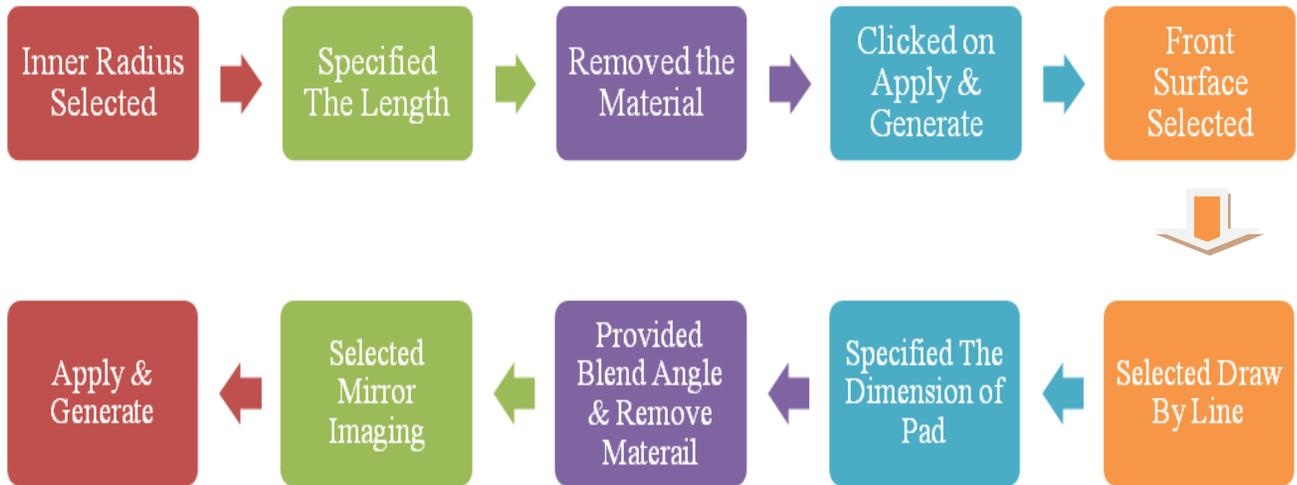 Inner Radius
Selected
Specified
The Length
Removed the
Material
Clicked on
Apply &
Generate
Front
Surface
Selected
Selected Draw
By Line
Specified The
Dimension of
Pad
Provided
Blend Angle
& Remove
Materail
Selected
Mirror
Imaging
Apply &
Generate